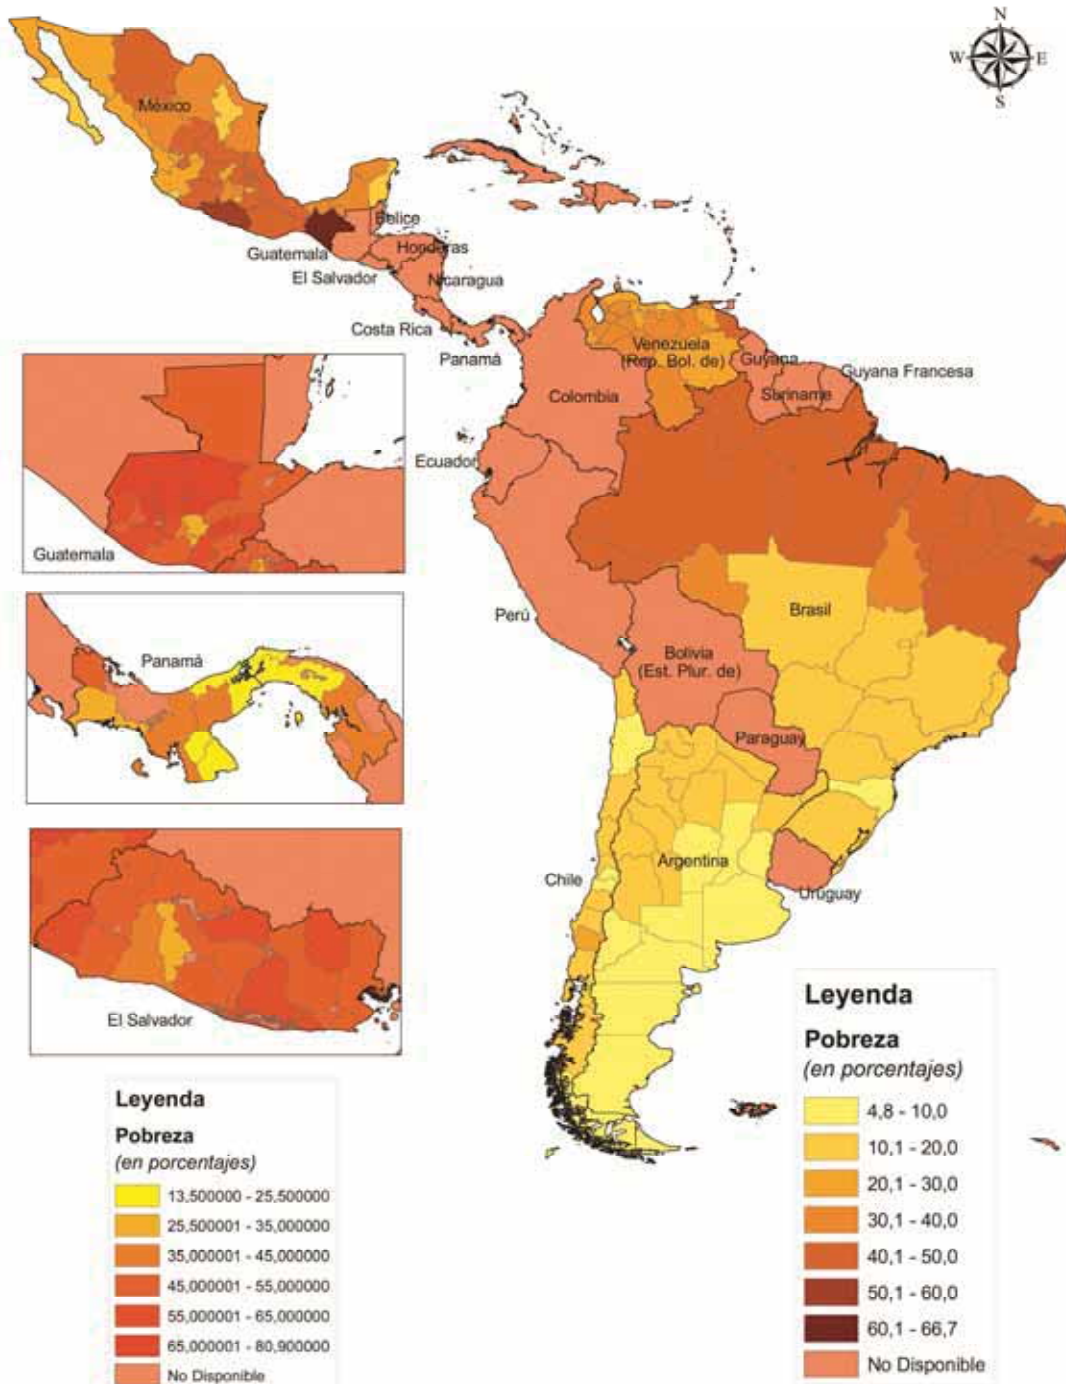 N
W E
S
México
Belice
Guatemala
Honduras
El Salvador
Nicaragua
Costa Rica
Panamá
Venezuela
(Rep. Bol. de)
Guyana
Guyana Francesa
Suriname
Colombia
Ecuador
Guatemala
Perú
Brasil
Panamá
Bolivia
(Est. Plur. de)
Paraguay
Argentina
Chile
Uruguay
El Salvador
Leyenda
Pobreza
(en porcentajes)
13,500000 - 25,500000
25,500001 - 35,000000
35,000001 - 45,000000
45,000001 - 55,000000
55,000001 - 65,000000
65,000001 - 80,900000
No Disponible
Leyenda
Pobreza
(en porcentajes)
4,8 - 10,0
10,1 - 20,0
20,1 - 30,0
30,1 - 40,0
40,1 - 50,0
50,1 - 60,0
60,1 - 66,7
No Disponible